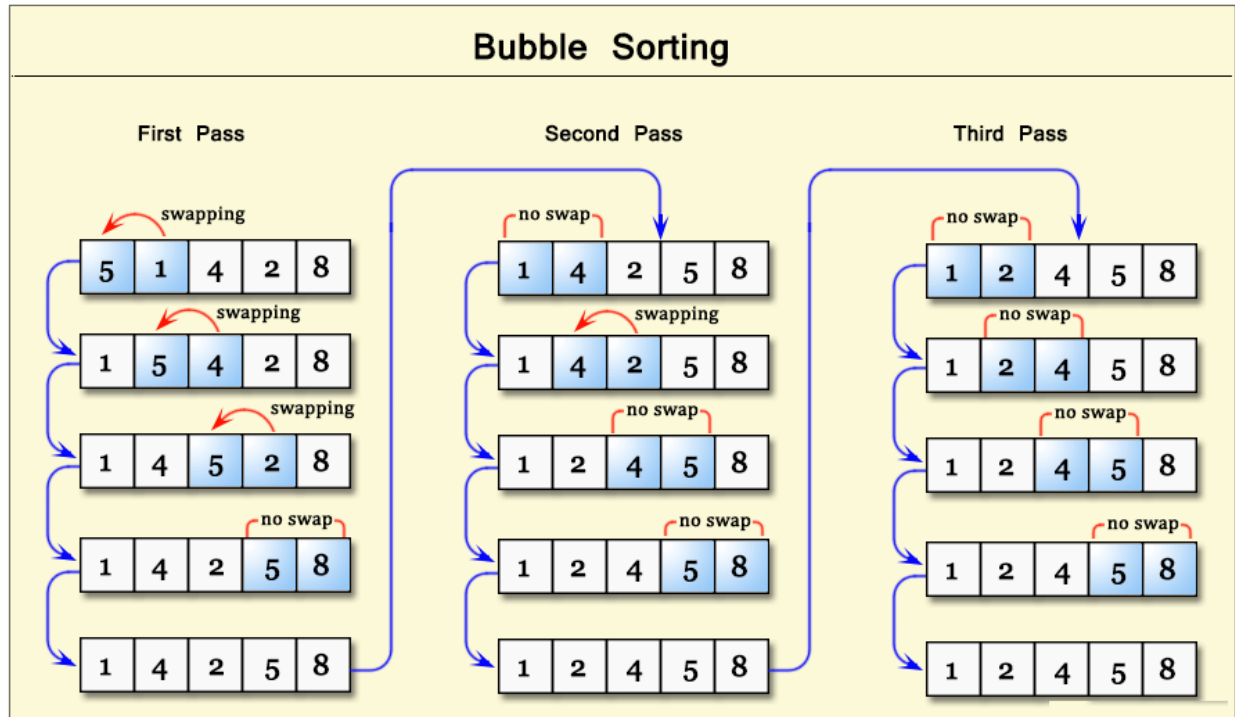 Bubble Sorting
First Pass
swapping
5 1 4 2 8
swapping
1 5 4 2 8
swapping
1 4 5 2 8
no swap
1 4 2 5 8
1 4 2 5 8
Second Pass
no swap
1 4 2 5 8
swapping
1 4 2 5 8
no swap
1 2 4 5 8
no swap
1 2 4 5 8
1 2 4 5 8
Third Pass
no swap
1 2 4 5 8
no swap
1 2 4 5 8
no swap
1 2 4 5 8
no swap
1 2 4 5 8
1 2 4 5 8